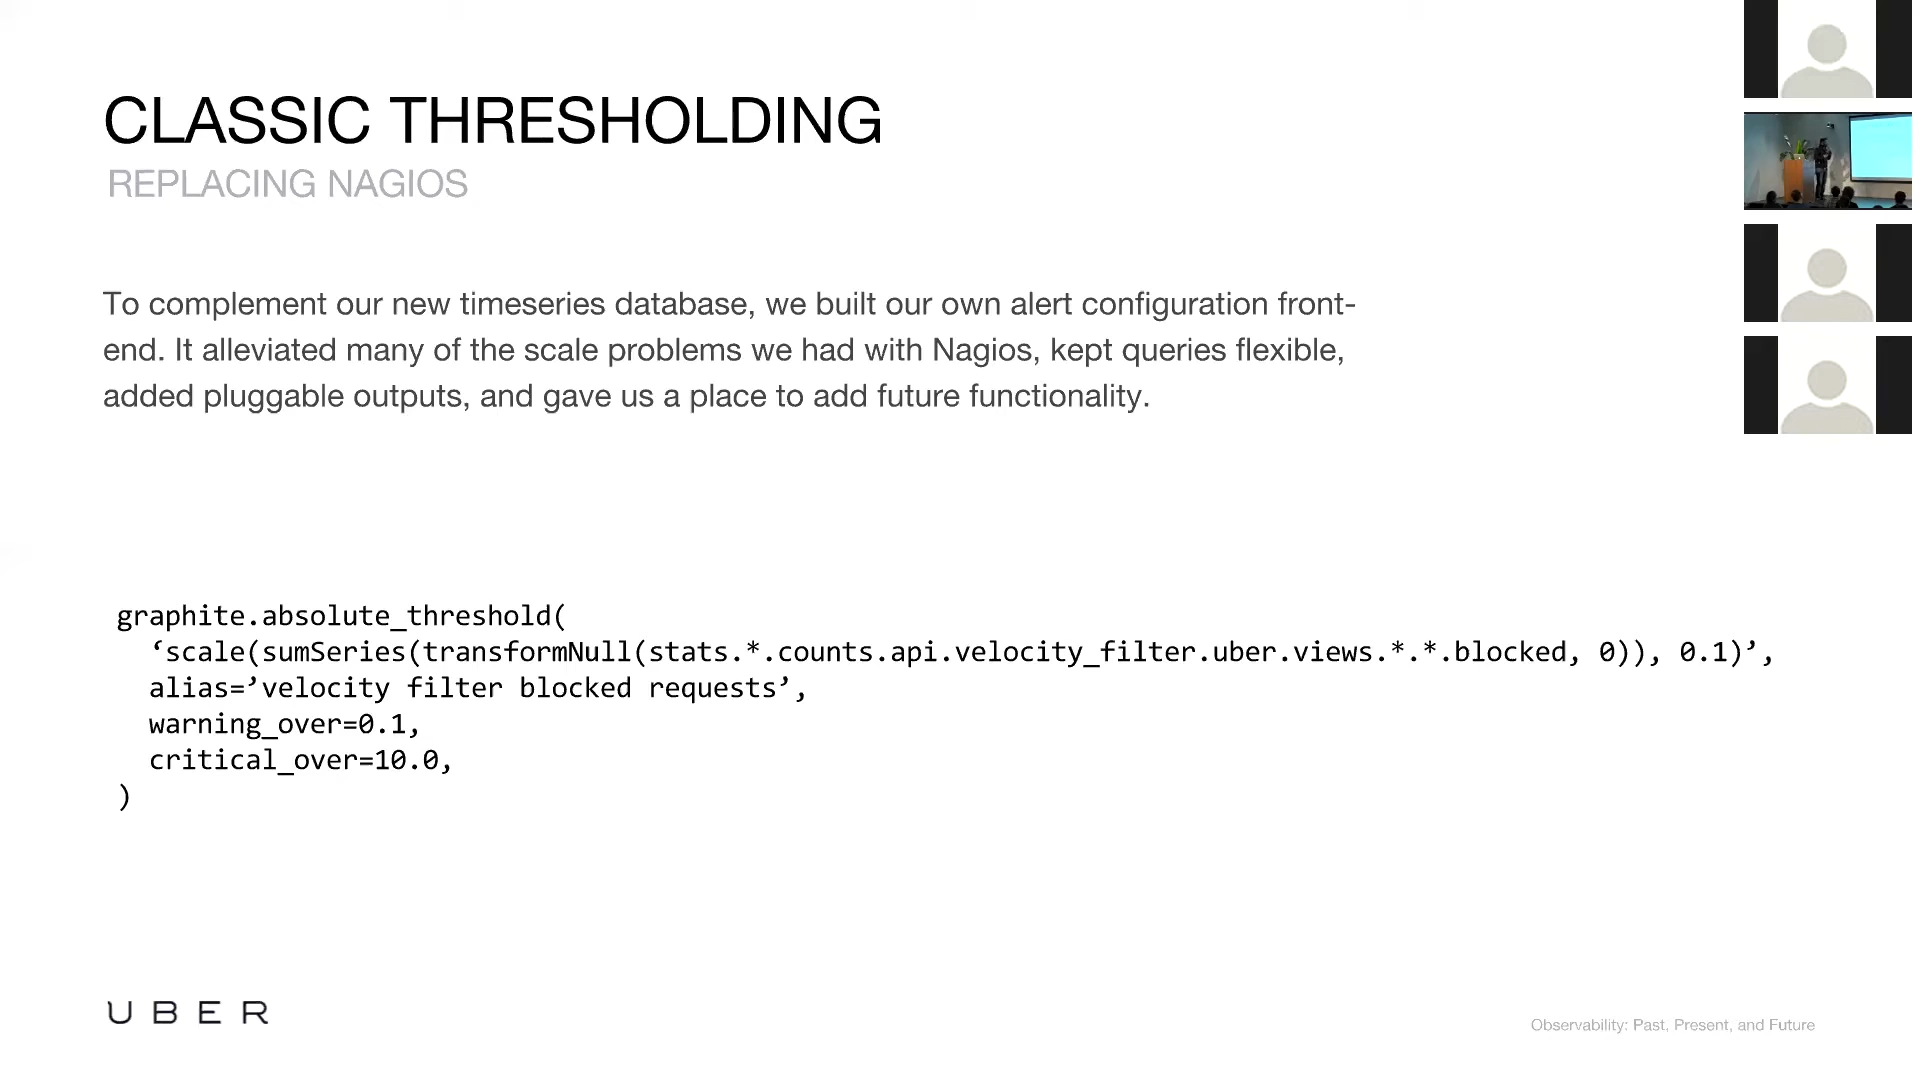 CLASSIC THRESHOLDING
REPLACING NAGIOS
To complement our new timeseries database, we built our own alert configuration front-
end. It alleviated many of the scale problems we had with Nagios, kept queries flexible,
added pluggable outputs, and gave us a place to add future functionality.
graphite.absolute_threshold(
‘scale(sumSeries(transformNull(stats.*.counts.api.velocity_filter.uber.views.*.*.blocked, 0)), 0.1)’,
alias=’velocity filter blocked requests’,
warning_over=0.1,
critical_over=10.0,
)
UBER
Observability: Past, Present, and Future